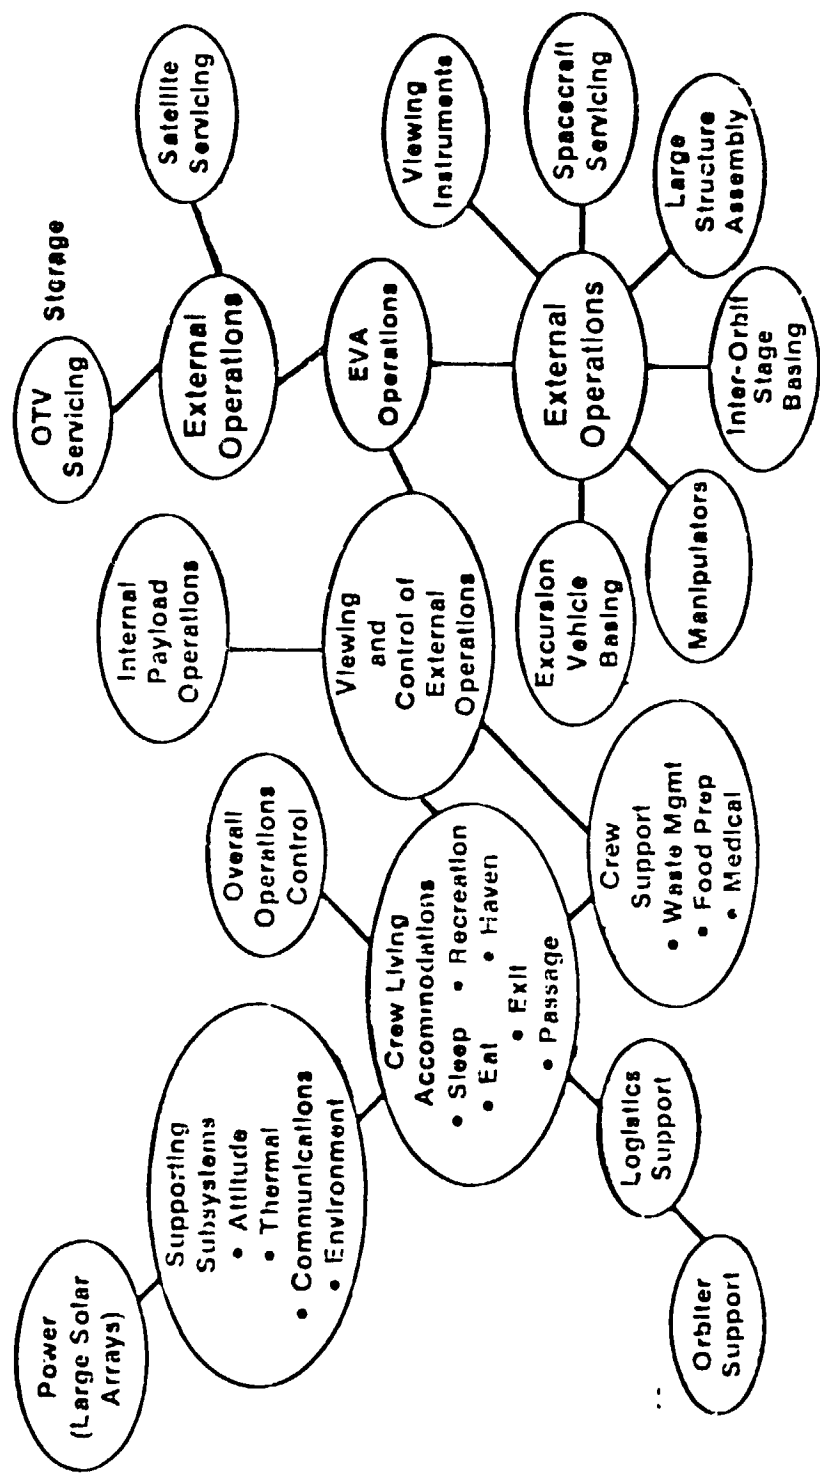 Power
(Large Solar
Arrays)
Supporting
Subsystems
• Attitude
• Thermal
• Communications
• Environment
Overall
Operations
Control
Internal
Payload
Operations
OTV
Servicing
Storage
Satellite
Servicing
External
Operations
EVA
Operations
Viewing
and
Control of
External
Operations
Crew Living
Accommodations
• Sleep • Recreation
• Eat • Haven
• Exit
• Passage
Crew
Support
• Waste Mgmt
• Food Prep
• Medical
Logistics
Support
Orbiter
Support
External
Operations
Viewing
Instruments
Spacecraft
Servicing
Large
Structure
Assembly
Inter-Orbit
Stage
Basing
Manipulators
Excursion
Vehicle
Basing